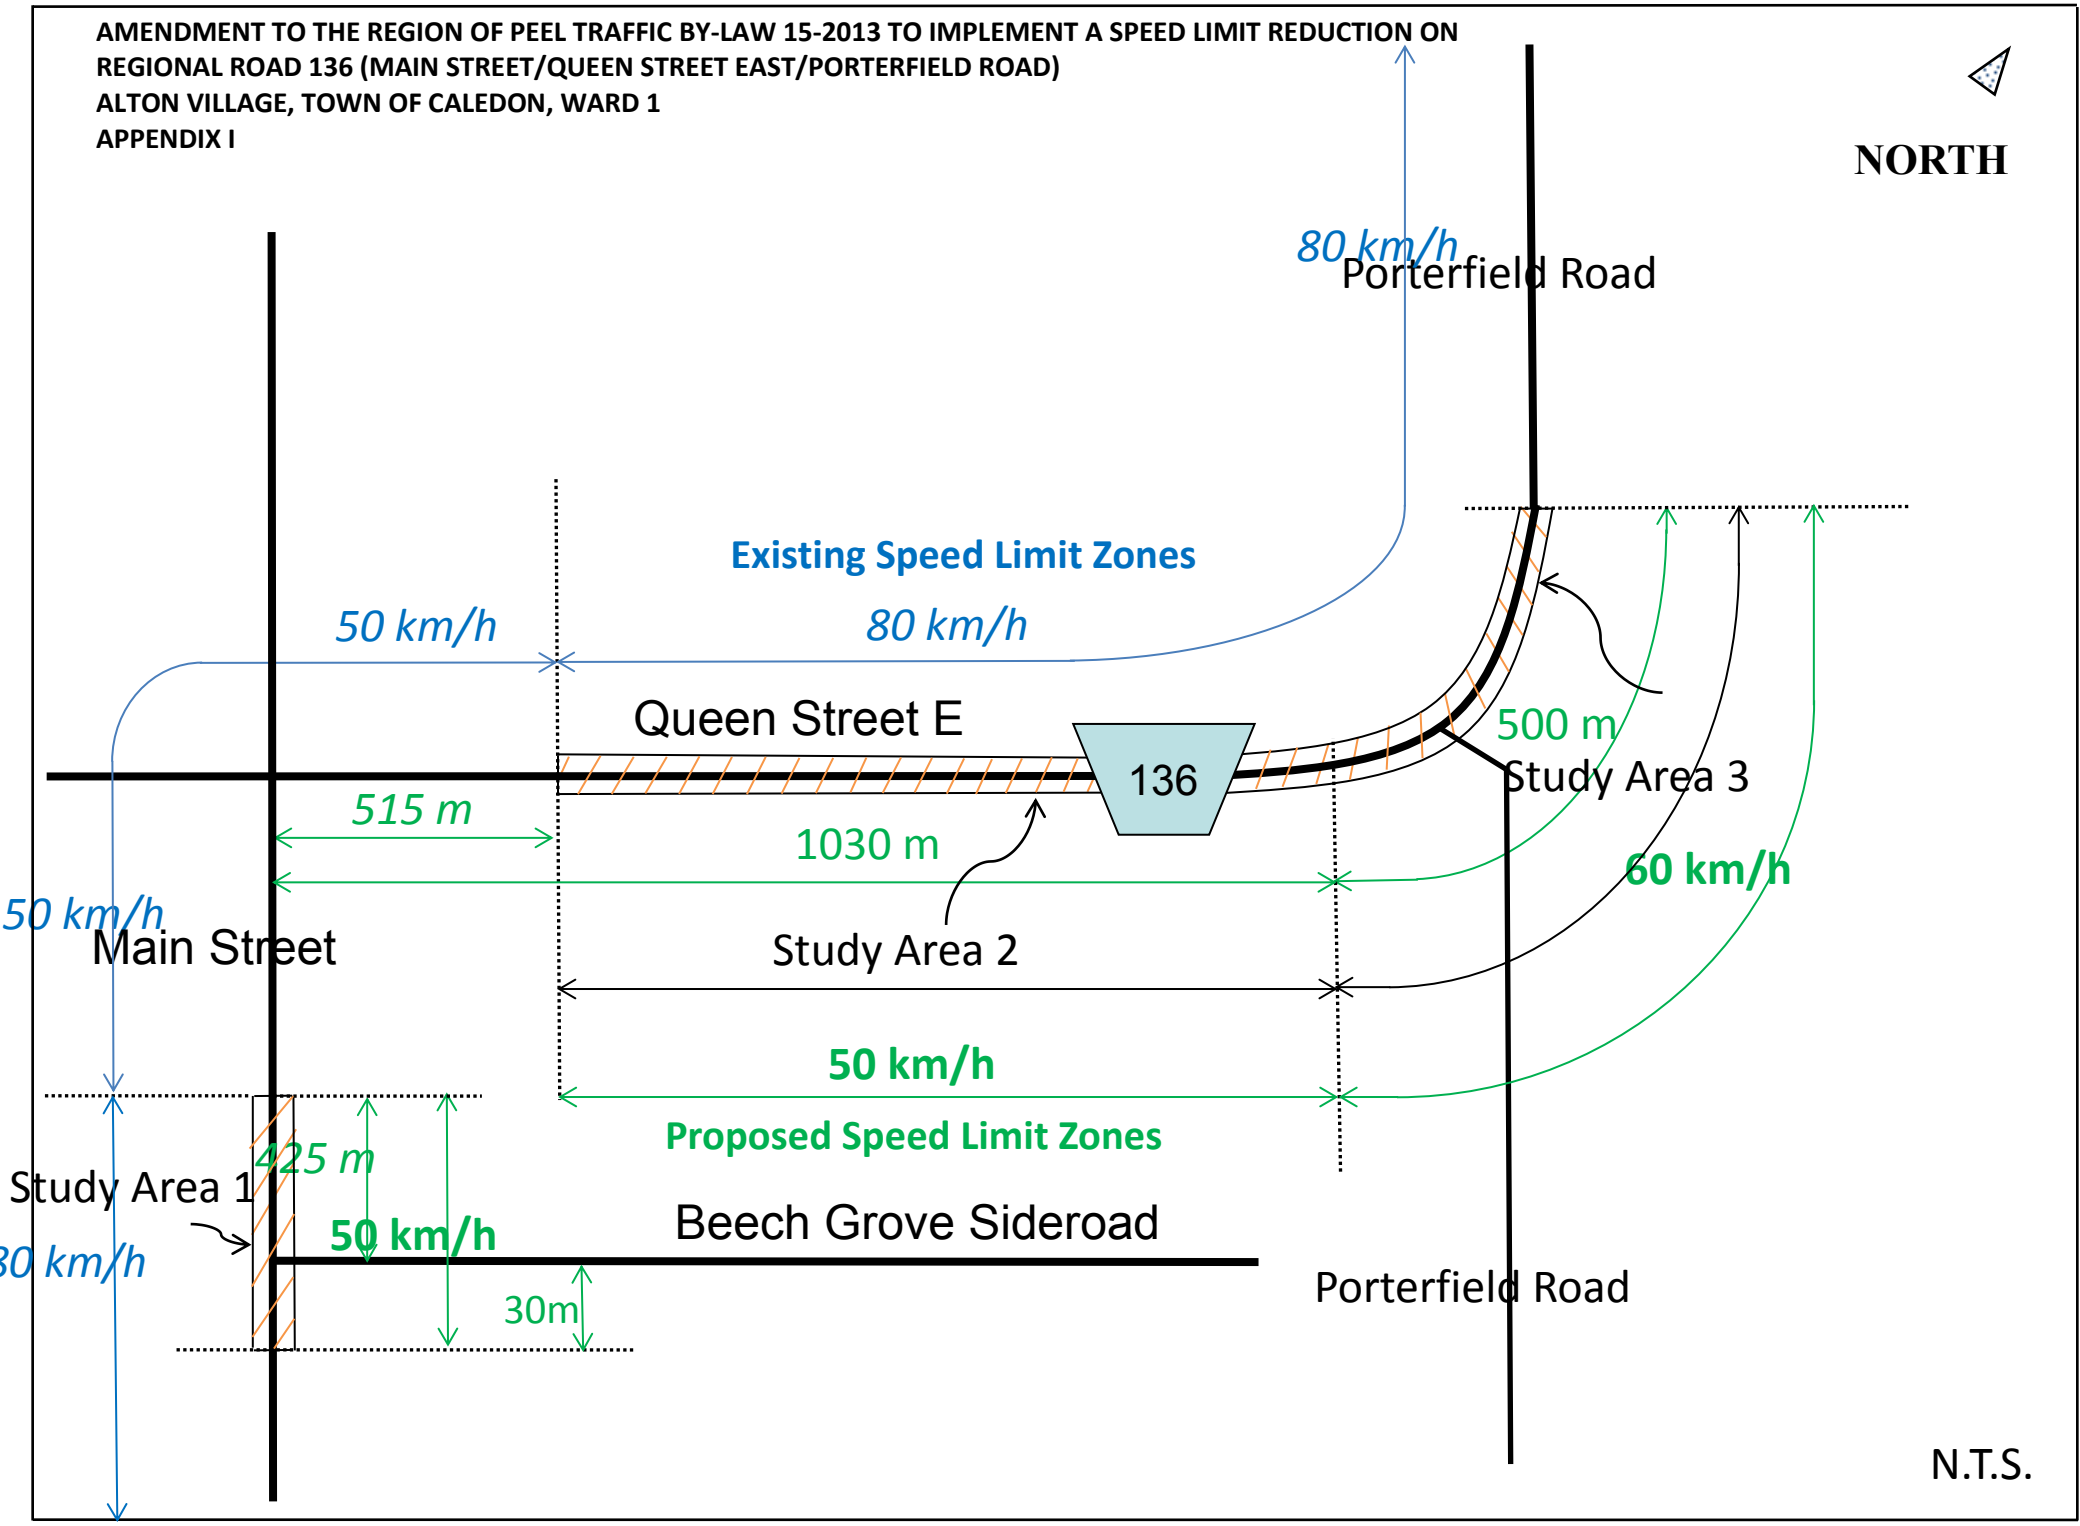 AMENDMENT TO THE REGION OF PEEL TRAFFIC BY-LAW 15-2013 TO IMPLEMENT A SPEED LIMIT REDUCTION ON
REGIONAL ROAD 136 (MAIN STREET/QUEEN STREET EAST/PORTERFIELD ROAD)
ALTON VILLAGE, TOWN OF CALEDON, WARD 1
APPENDIX I
NORTH
80 km/h
Porterfield Road
Existing Speed Limit Zones
50 km/h
80 km/h
Queen Street E
500 m
136
Study Area 3
515 m
1030 m
60 km/h
50 km/h
Main Street
Study Area 2
50 km/h
Proposed Speed Limit Zones
425 m
Study Area 1
50 km/h
Beech Grove Sideroad
80 km/h
Porterfield Road
30m
N.T.S.